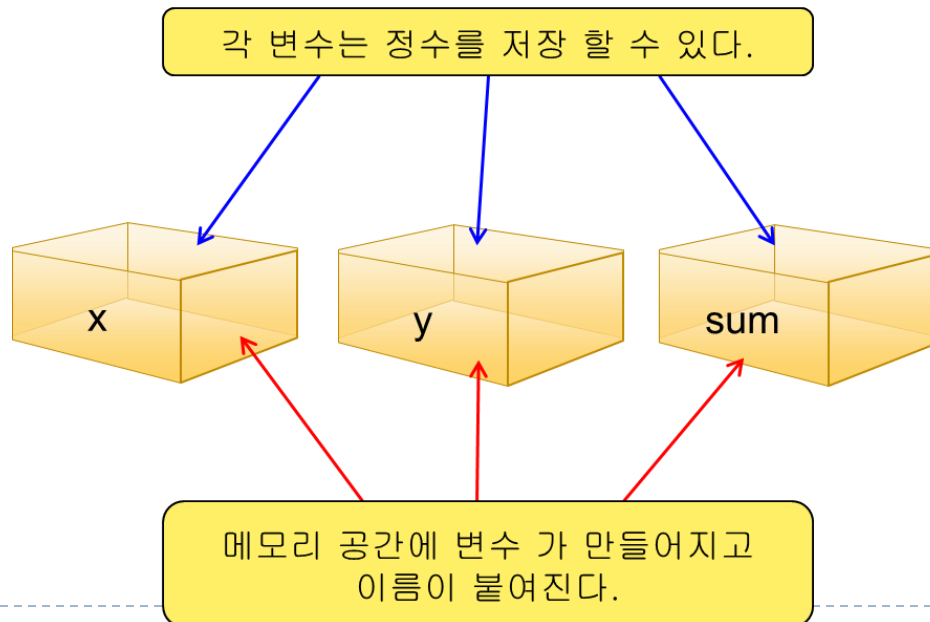 각 변수는 정수를 저장 할 수 있다.
x
y
sum
메모리 공간에 변수 가 만들어지고
이름이 붙여진다.